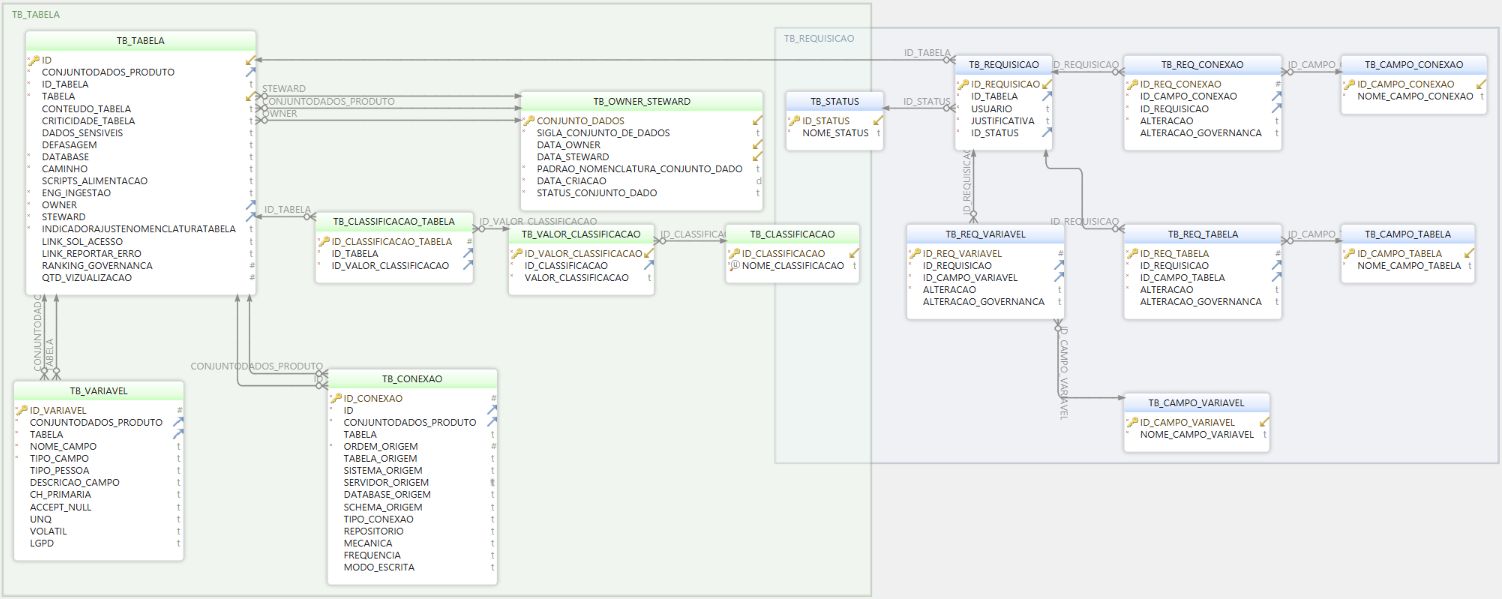 TB_TABELA
TB_TABELA
ID
CONJUNTODADOS_PRODUTO
ID_TABELA
TABELA
CONTEUDO_TABELA
CRITICIDADE_TABELA
DADOS_SENSIVEIS
DEFASAGEM
DATABASE
CAMINHO
SCRIPTS_ALIMENTACAO
ENG_INGESTAO
OWNER
STEWARD
INDICADORAJUSTENOMENCLATURATABELA
LINK_SOL_ACESSO
LINK_REPORTAR_ERRO
RANKING_GOVERNANCA
QTD_VIZUALIZACAO
STEWARD
CONJUNTODADOS_PRODUTO
OWNER
TB_OWNER_STEWARD
CONJUNTO_DADOS
SIGLA_CONJUNTO_DE_DADOS
DATA_OWNER
DATA_STEWARD
PADRAO_NOMENCLATURA_CONJUNTO_DADO
DATA_CRIACAO
STATUS_CONJUNTO_DADO
ID_TABELA
TB_CLASSIFICACAO_TABELA
ID_CLASSIFICACAO_TABELA
ID_TABELA
ID_VALOR_CLASSIFICACAO
ID_VALOR_CLASSIFICACAO
TB_VALOR_CLASSIFICACAO
ID_VALOR_CLASSIFICACAO
ID_CLASSIFICACAO
VALOR_CLASSIFICACAO
ID_CLASSIFICA
TB_CLASSIFICACAO
ID_CLASSIFICACAO
NOME_CLASSIFICACAO
CONJUNTODADC
TABELA
TB_VARIAVEL
ID_VARIAVEL
CONJUNTODADOS_PRODUTO
TABELA
NOME_CAMPO
TIPO_CAMPO
TIPO_PESSOA
DESCRICAO_CAMPO
CH_PRIMARIA
ACCEPT_NULL
UNQ
VOLATIL
LGPD
CONJUNTODADOS_PRODUTO
ID
TB_CONEXAO
ID_CONEXAO
ID
CONJUNTODADOS_PRODUTO
TABELA
ORDEM_ORIGEM
TABELA_ORIGEM
SISTEMA_ORIGEM
SERVIDOR_ORIGEM
DATABASE_ORIGEM
SCHEMA_ORIGEM
TIPO_CONEXAO
REPOSITORIO
MECANICA
FREQUENCIA
MODO_ESCRITA
TB_REQUISICAO
ID_TABELA
TB_STATUS
ID_STATUS
NOME_STATUS
ID_STATUS
TB_REQUISICAO
ID_REQUISICAO
ID_TABELA
USUARIO
JUSTIFICATIVA
ID_STATUS
ID_REQUISICAO
TB_REQ_CONEXAO
ID_REQ_CONEXAO
ID_CAMPO_CONEXAO
ID_REQUISICAO
ALTERACAO
ALTERACAO_GOVERNANCA
ID_CAMPO
TB_CAMPO_CONEXAO
ID_CAMPO_CONEXAO
NOME_CAMPO_CONEXAO
ID_REQUISICAO
TB_REQ_VARIAVEL
ID_REQ_VARIAVEL
ID_REQUISICAO
ID_CAMPO_VARIAVEL
ALTERACAO
ALTERACAO_GOVERNANCA
ID_REQUISICAO
TB_REQ_TABELA
ID_REQ_TABELA
ID_REQUISICAO
ID_CAMPO_TABELA
ALTERACAO
ALTERACAO_GOVERNANCA
ID_CAMPO
TB_CAMPO_TABELA
ID_CAMPO_TABELA
NOME_CAMPO_TABELA
ID_CAMPO_VARIAVEL
TB_CAMPO_VARIAVEL
ID_CAMPO_VARIAVEL
NOME_CAMPO_VARIAVEL